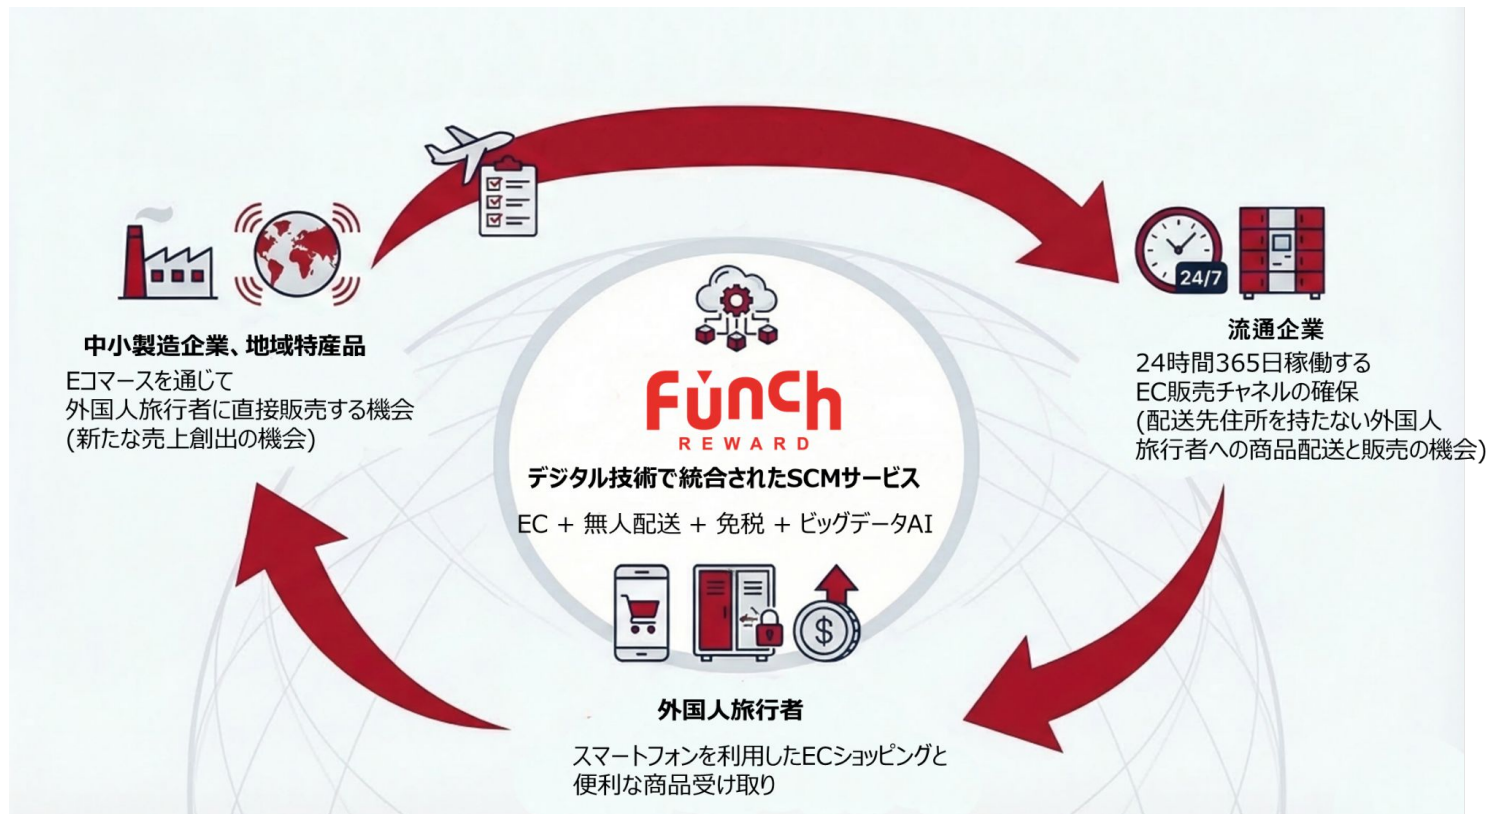 中小製造企業、地域特産品
Eコマースを通じて
外国人旅行者に直接販売する機会
(新たな売上創出の機会)
24/7
流通企業
24時間365日稼働する
EC販売チャネルの確保
(配送先住所を持たない外国人
旅行者への商品配送と販売の機会)
Funch
REWARD
デジタル技術で統合されたSCMサービス
EC + 無人配送 + 免税 + ビッグデータAI
$
外国人旅行者
スマートフォンを利用したECショッピングと
便利な商品受け取り